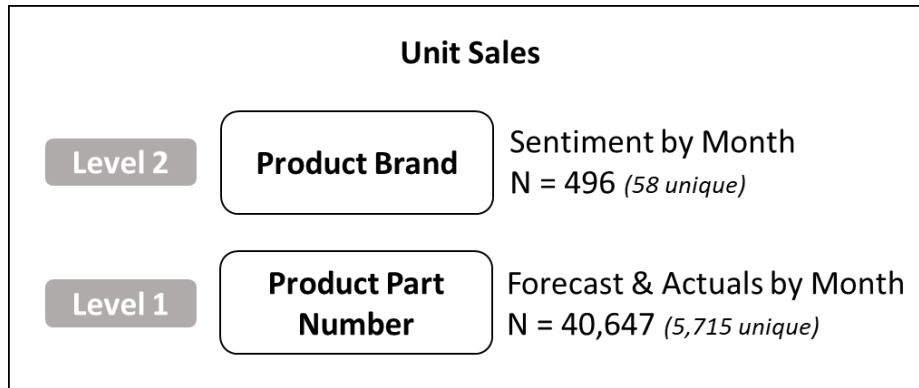 Unit Sales
Level 2
Product Brand
Sentiment by Month
N = 496 (58 unique)
Level 1
Product Part
Number
Forecast & Actuals by Month
N = 40,647 (5,715 unique)